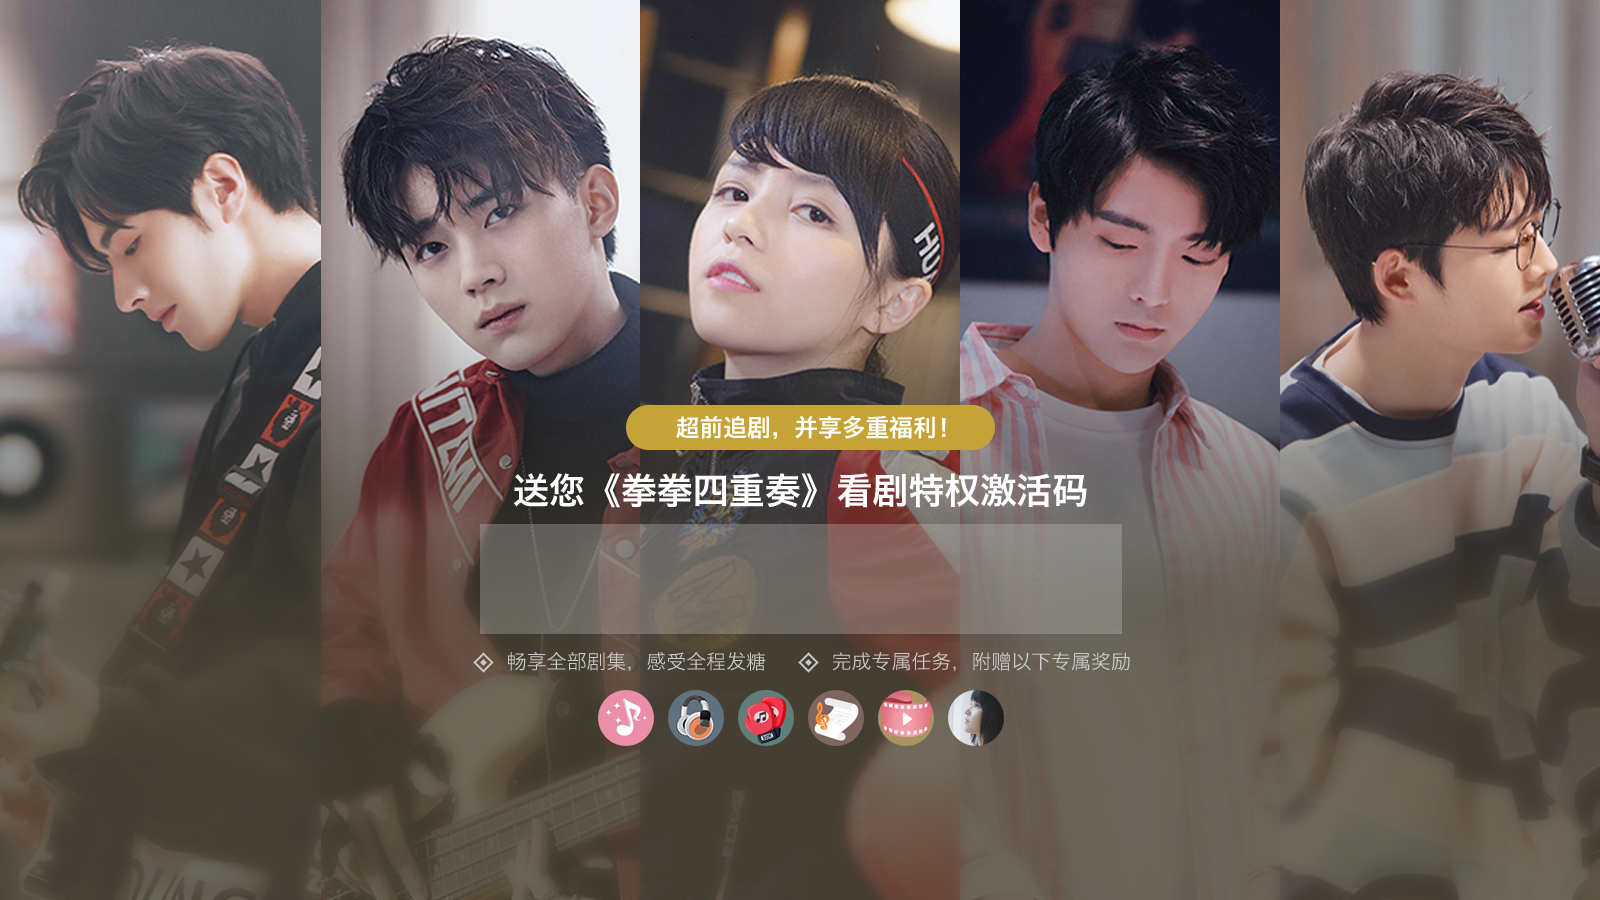 HU
超前追剧，并享多重福利！
送您《拳拳四重奏》看剧特权激活码
畅享全部剧集，感受全程发糖
完成专属任务，附赠以下专属奖励